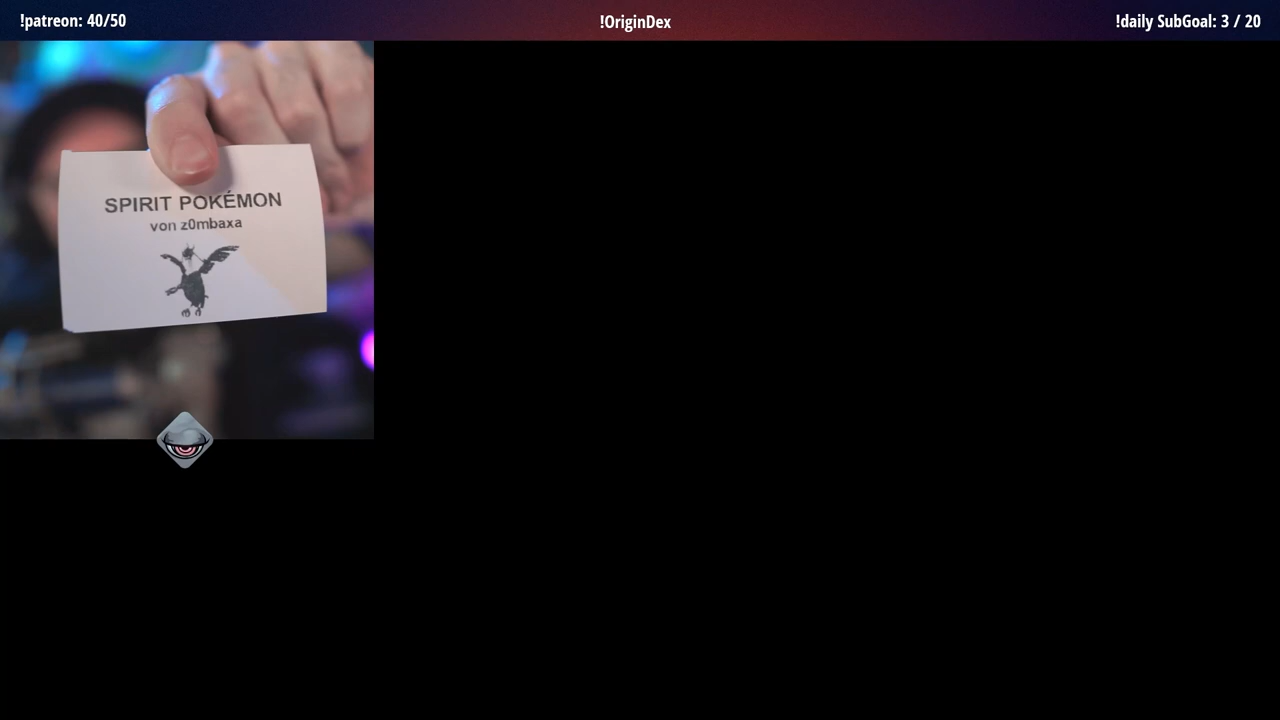 !patreon: 40/50
!OriginDex
!daily SubGoal: 3 / 20
SPIRIT POKÉMON
von z0mbaxa